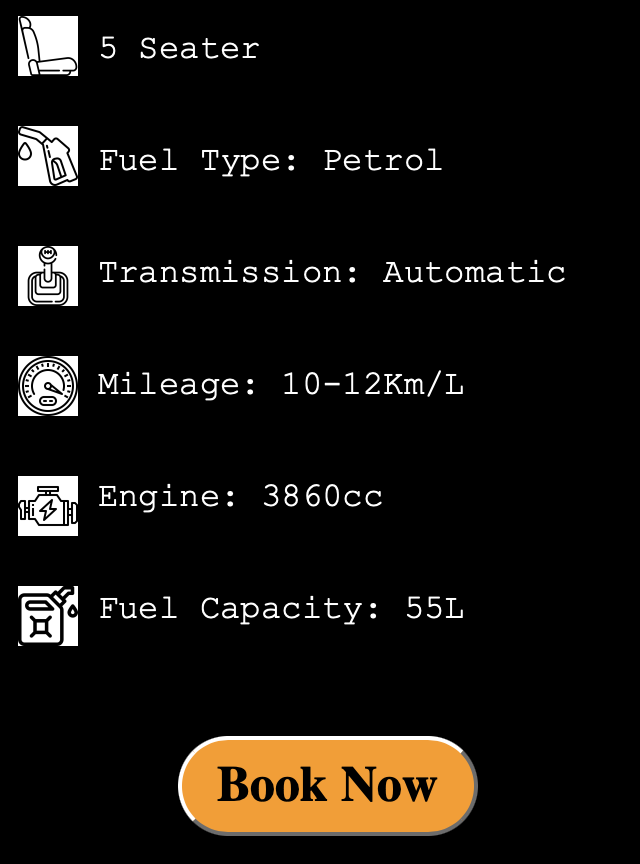 5 Seater
Fuel Type: Petrol
Transmission: Automatic
Mileage: 10-12Km/L
Engine: 3860cc
Fuel Capacity: 55L
Book Now